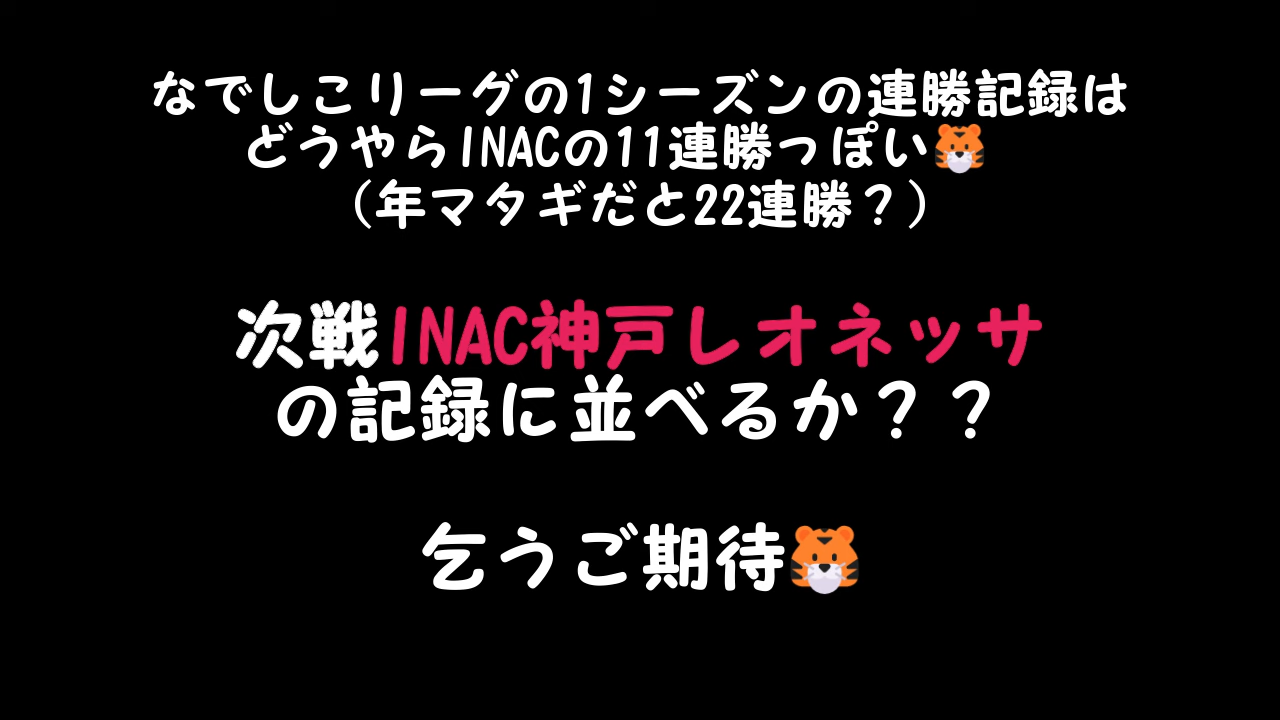 なでしこリーグの1シーズンの連勝記録は
どうやらINACの11連勝っぽい🐯
（年マタギだと22連勝？）
次戦INAC神戸レオネッサ
の記録に並べるか？？
乞うご期待🐯